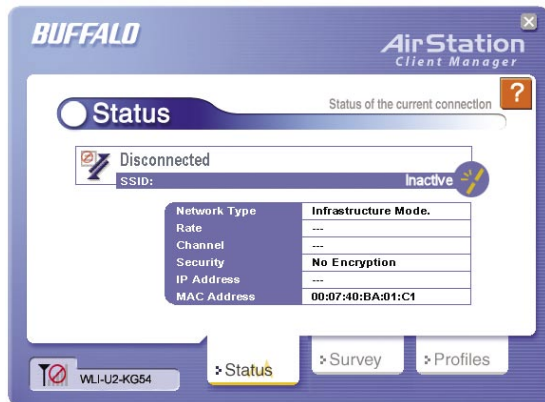 BUFFALO
AirStation
Client Manager
?
Status
Status of the current connection
Disconnected
SSID: Inactive
Network Type Infrastructure Mode.
Rate ---
Channel ---
Security No Encryption
IP Address ---
MAC Address 00:07:40:BA:01:C1
WLI-U2-KG54
Status
Survey
Profiles